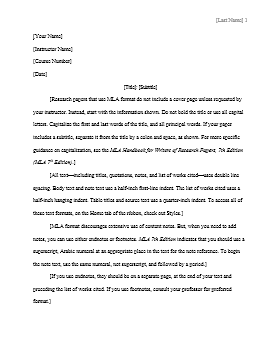 [Last Name] 1
[Your Name]
[Instructor Name]
[Course Number]
[Date]
[Title]: [Subtitle]
[Research papers that use MLA format do not include a cover page unless requested by
your instructor. Instead, start with the information shown. Do not bold the title or use all capital
letters. Capitalize the first and last words of the title, and all principal words. If your paper
includes a subtitle, separate it from the title by a colon and space, as shown. For more specific
guidance on capitalization, see the MLA Handbook for Writers of Research Papers, 7th Edition
(MLA 7th Edition).]
[All text—including titles, quotations, notes, and list of works cited—uses double line
spacing. Body text and note text use a half-inch first-line indent. The list of works cited uses a
half-inch hanging indent. Table titles and source text use a quarter-inch indent. To access all of
these text formats, on the Home tab of the ribbon, check out Styles.]
[MLA format discourages extensive use of content notes. But, when you need to add
notes, you can use either endnotes or footnotes. MLA 7th Edition indicates that you should use a
superscript, Arabic numeral at an appropriate place in the text for the note reference. To begin
the note text, use the same numeral, not superscript, and followed by a period.]
[If you use endnotes, they should be on a separate page, at the end of your text and
preceding the list of works cited. If you use footnotes, consult your professor for preferred
format.]